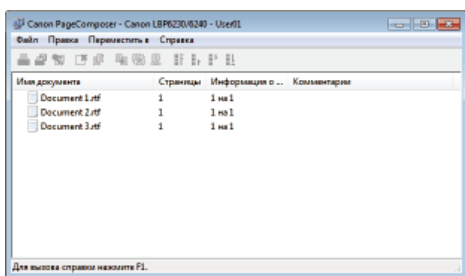 Canon PageComposer - Canon LBP6230/6240 - User01
Файл Правка Переместить в Справка
Имя документа Страницы Информация о ... Комментарии
Document 1.rtf 1 1 на 1
Document 2.rtf 1 1 на 1
Document 3.rtf 1 1 на 1
Для вызова справки нажмите F1.